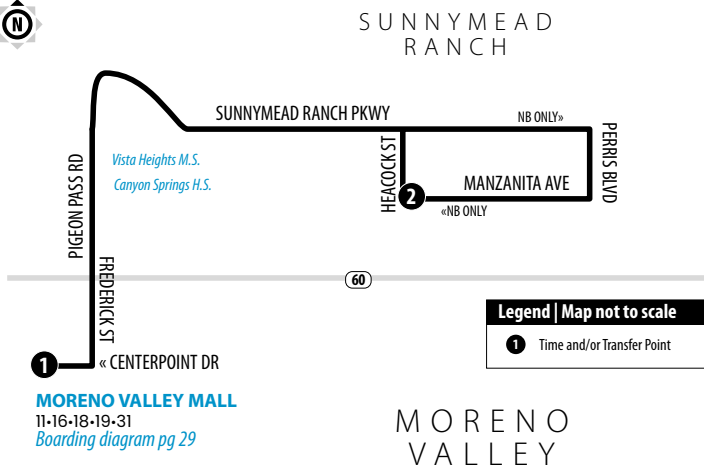 N
SUNNYMEAD
RANCH
SUNNYMEAD RANCH PKWY
NB ONLY»
PERRIS BLVD
HEACOCK ST
MANZANITA AVE
2
«NB ONLY
Vista Heights M.S.
Canyon Springs H.S.
PIGEON PASS RD
FREDERICK ST
60
Legend | Map not to scale
1 Time and/or Transfer Point
1
« CENTERPOINT DR
MORENO VALLEY MALL
11•16•18•19•31
Boarding diagram pg 29
MORENO
VALLEY